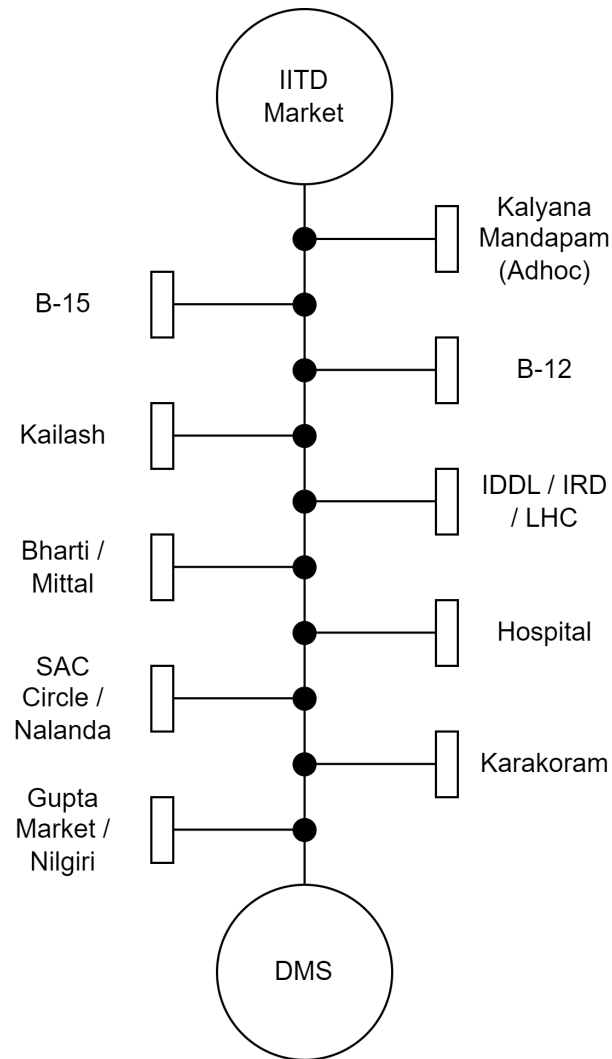 IITD
Market
Kalyana
Mandapam
(Adhoc)
B-15
B-12
Kailash
IDDL / IRD
/ LHC
Bharti /
Mittal
Hospital
SAC
Circle /
Nalanda
Karakoram
Gupta
Market /
Nilgiri
DMS